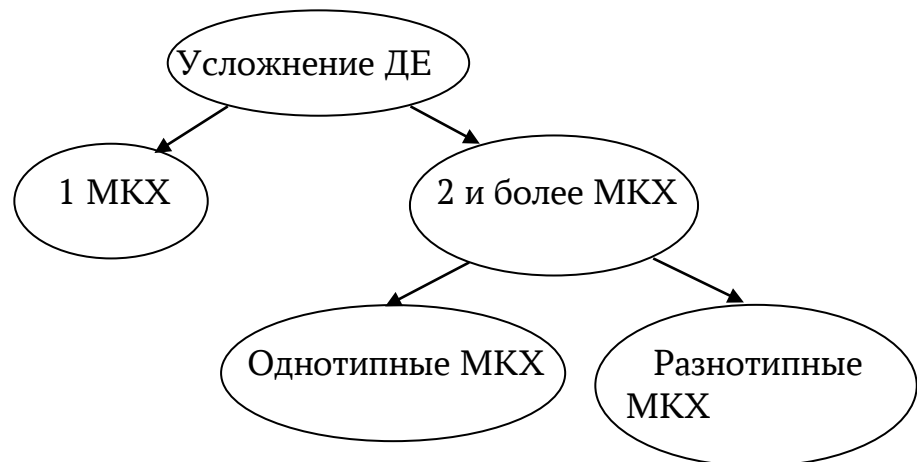 Усложнение ДЕ
1 МКХ
2 и более МКХ
Однотипные МКХ
Разнотипные
МКХ